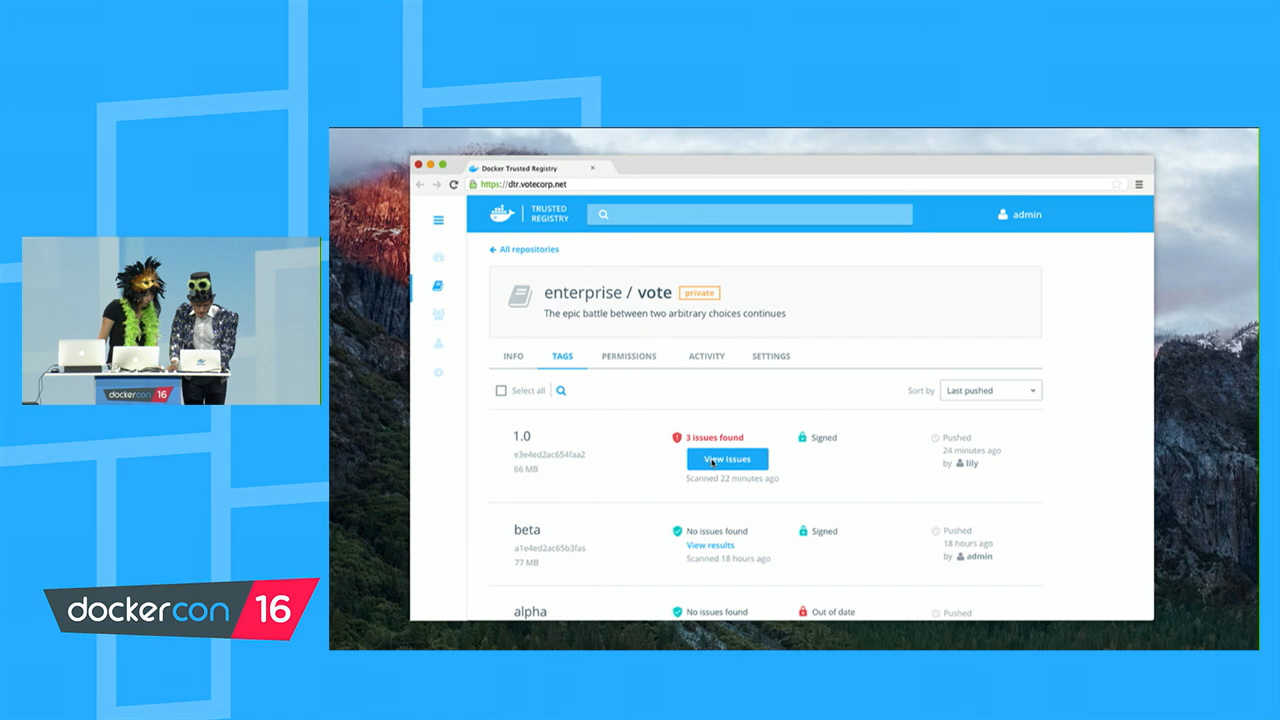 Docker Trusted Registry
https://dtr.votecorp.net
TRUSTED
REGISTRY
admin
All repositories
enterprise / vote private
The epic battle between two arbitrary choices continues
INFO TAGS PERMISSIONS ACTIVITY SETTINGS
Select all
Sort by Last pushed
1.0
e3e4ed2ac654faa2
66 MB
3 issues found
View issues
Scanned 22 minutes ago
Signed
Pushed
24 minutes ago
by lily
beta
a1e4ed2ac65b3fas
77 MB
No issues found
View results
Scanned 18 hours ago
Signed
Pushed
18 hours ago
by admin
alpha
No issues found
Out of date
Pushed
dockercon 16
dockercon 16